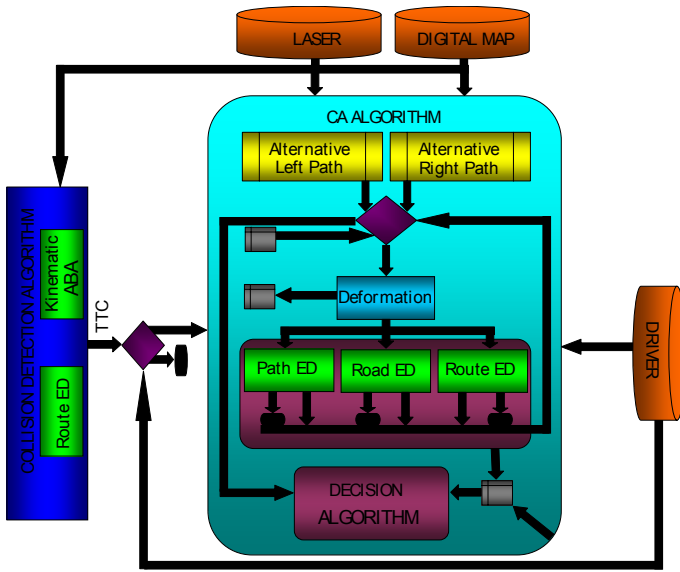 LASER
DIGITAL MAP
CA ALGORITHM
Alternative
Left Path
Alternative
Right Path
COLLISION DETECTION ALGORITHM
Kinematic
ABA
Route ED
TTC
Deformation
Path ED
Road ED
Route ED
DECISION
ALGORITHM
DRIVER